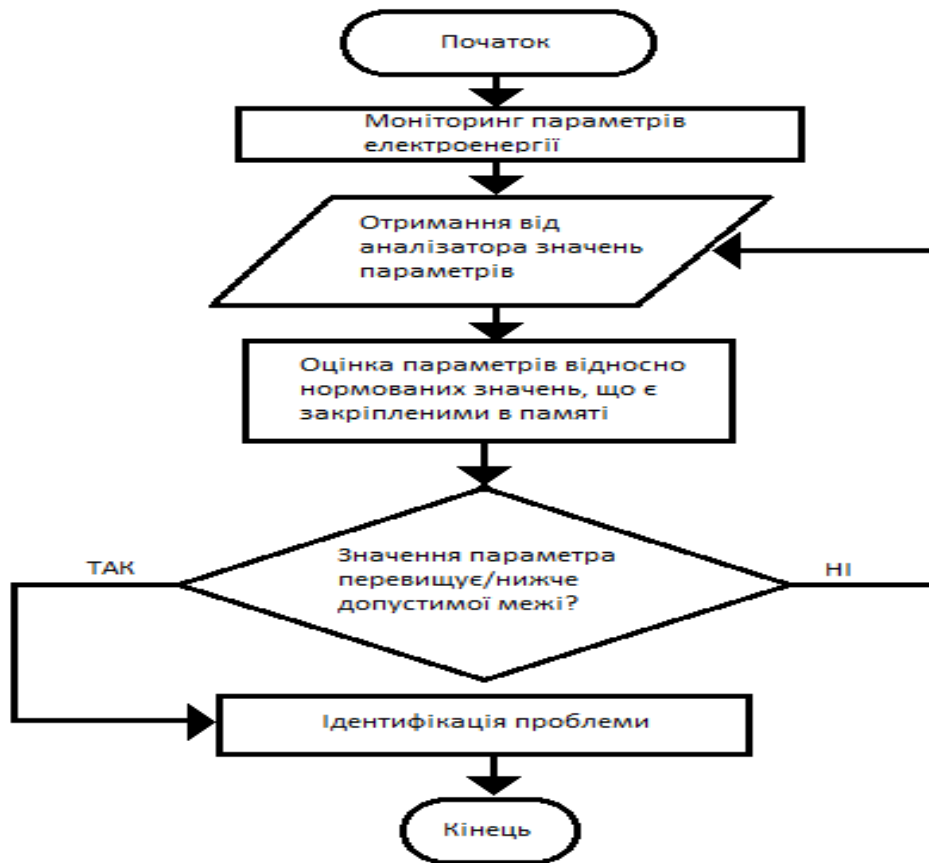 Початок
Моніторинг параметрів
електроенергії
Отримання від
аналізатора значень
параметрів
Оцінка параметрів відносно
нормованих значень, що є
закріпленими в памяті
Значення параметра
перевищує/нижче
допустимої межі?
ТАК
НІ
Ідентифікація проблеми
Кінець